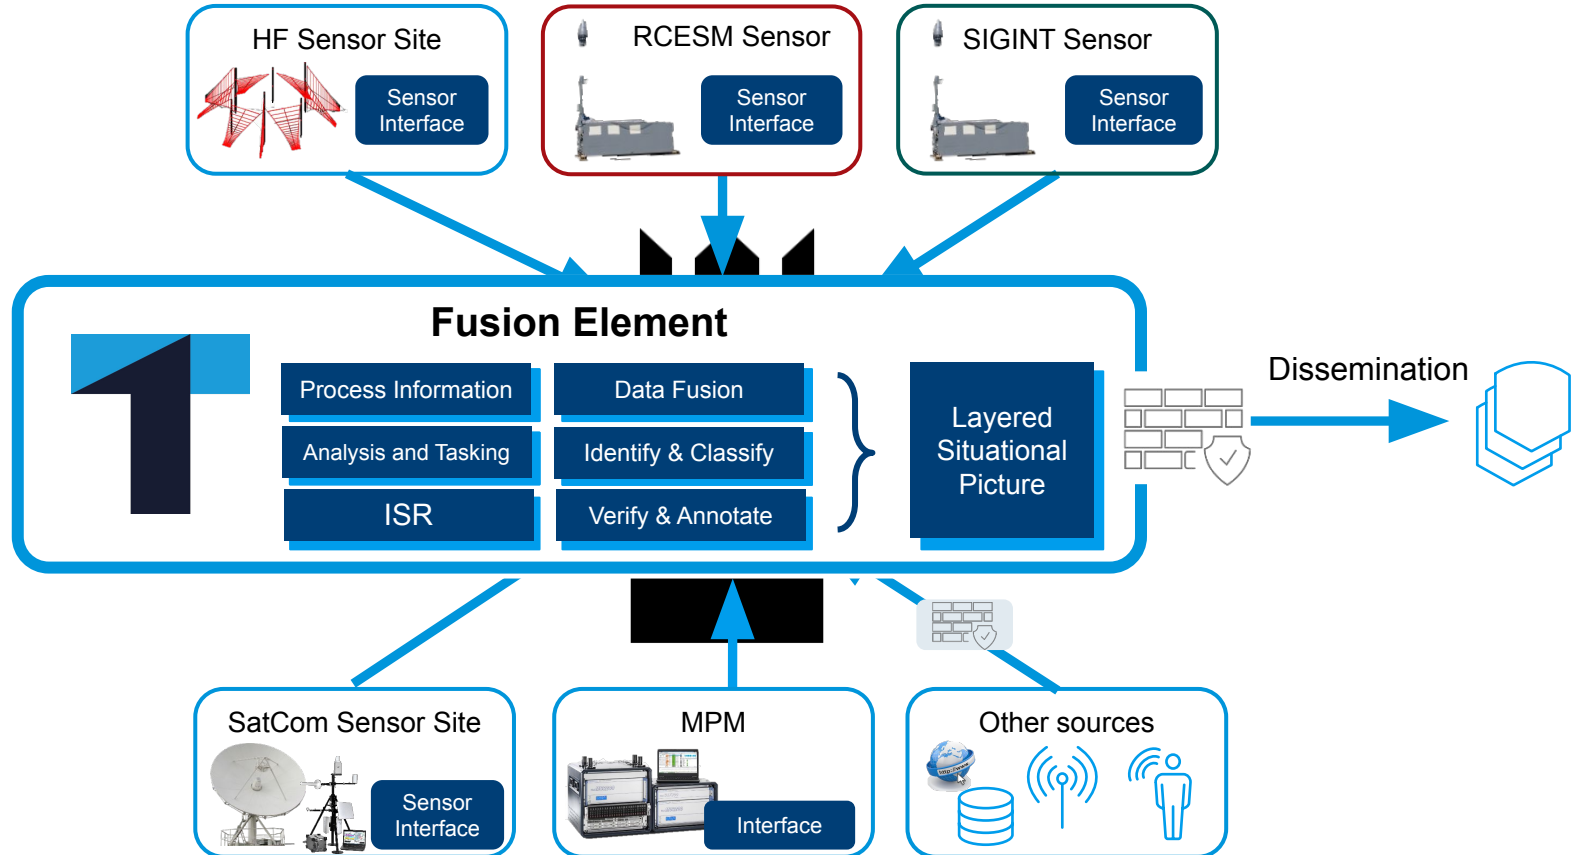 HF Sensor Site
Sensor
Interface
RCESM Sensor
Sensor
Interface
SIGINT Sensor
Sensor
Interface
Fusion Element
Process Information
Data Fusion
Analysis and Tasking
Identify & Classify
ISR
Verify & Annotate
Layered
Situational
Picture
Dissemination
SatCom Sensor Site
Sensor
Interface
MPM
Interface
Other sources
http://www